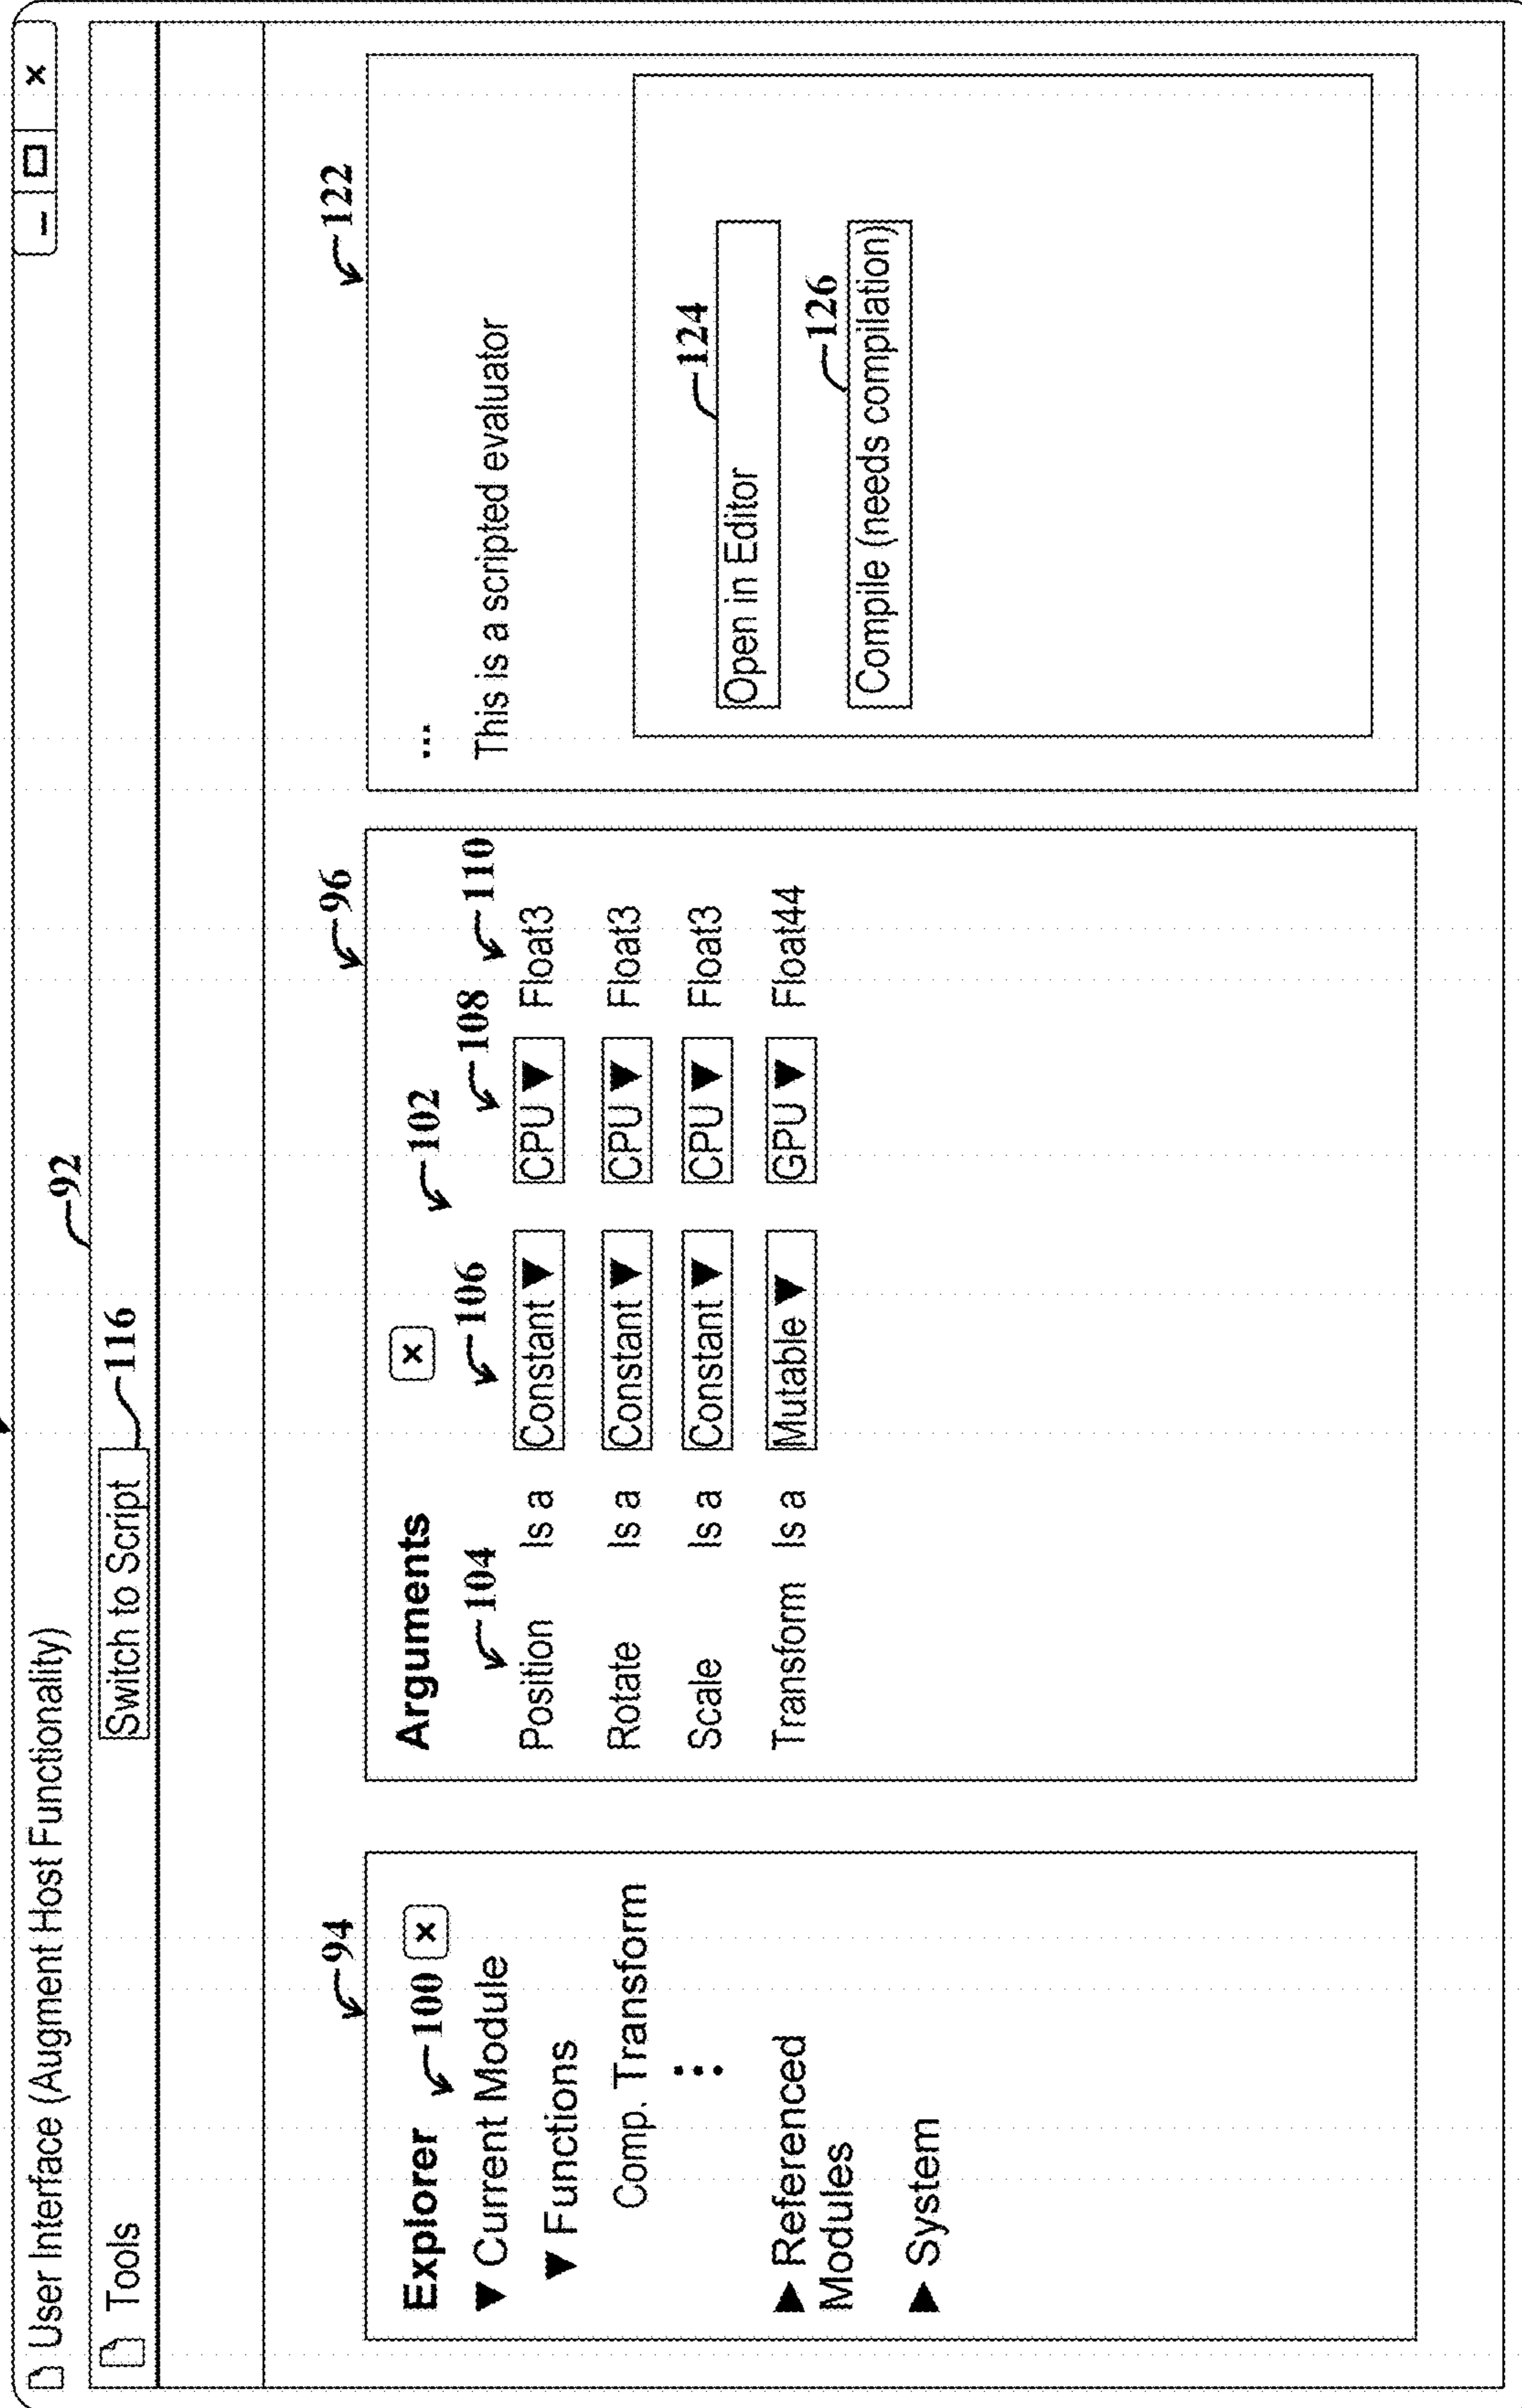 User Interface (Augment Host Functionality)
92
Tools
Switch to Script
116
94
Explorer
100
Current Module
Functions
Comp. Transform
Referenced
Modules
System
96
Arguments
102
104
106
108
110
Position Is a Constant CPU Float3
Rotate Is a Constant CPU Float3
Scale Is a Constant CPU Float3
Transform Is a Mutable GPU Float44
122
...
This is a scripted evaluator
124
Open in Editor
126
Compile (needs compilation)